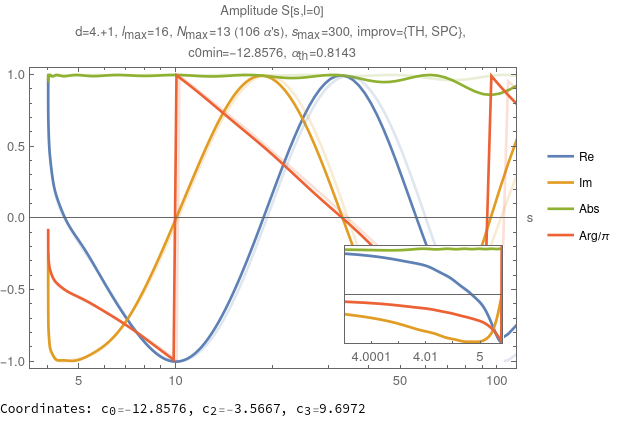 Amplitude S[s,l=0]
d=4.+1, lmax=16, Nmax=13 (106 α's), smax=300, improv={TH, SPC},
c0min=−12.8576, αth=0.8143
1.0
0.5
0.0
−0.5
−1.0
s
Re
Im
Abs
Arg/π
4.0001 4.01 5
5 10 50 100
Coordinates: c0=−12.8576, c2=−3.5667, c3=9.6972